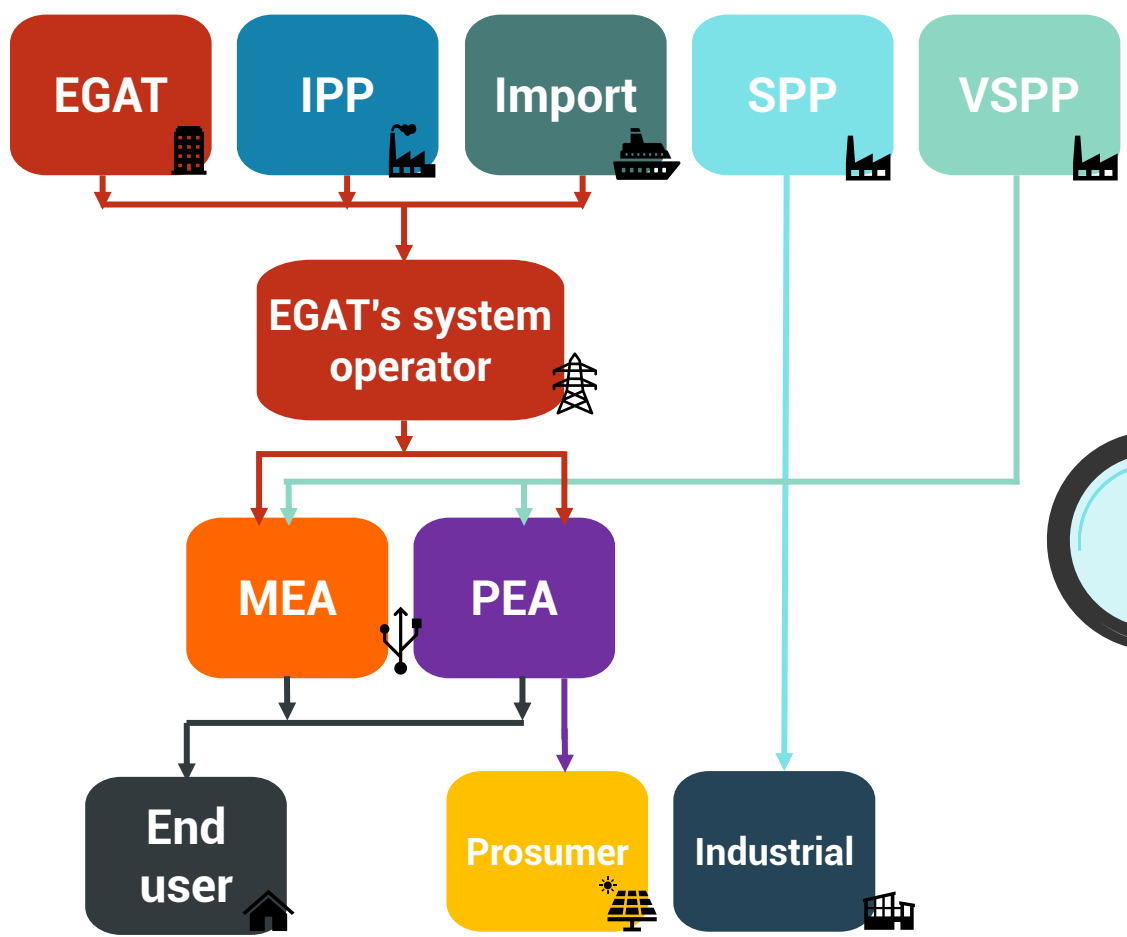 EGAT
IPP
Import
SPP
VSPP
EGAT's system
operator
MEA
PEA
End
user
Prosumer
Industrial